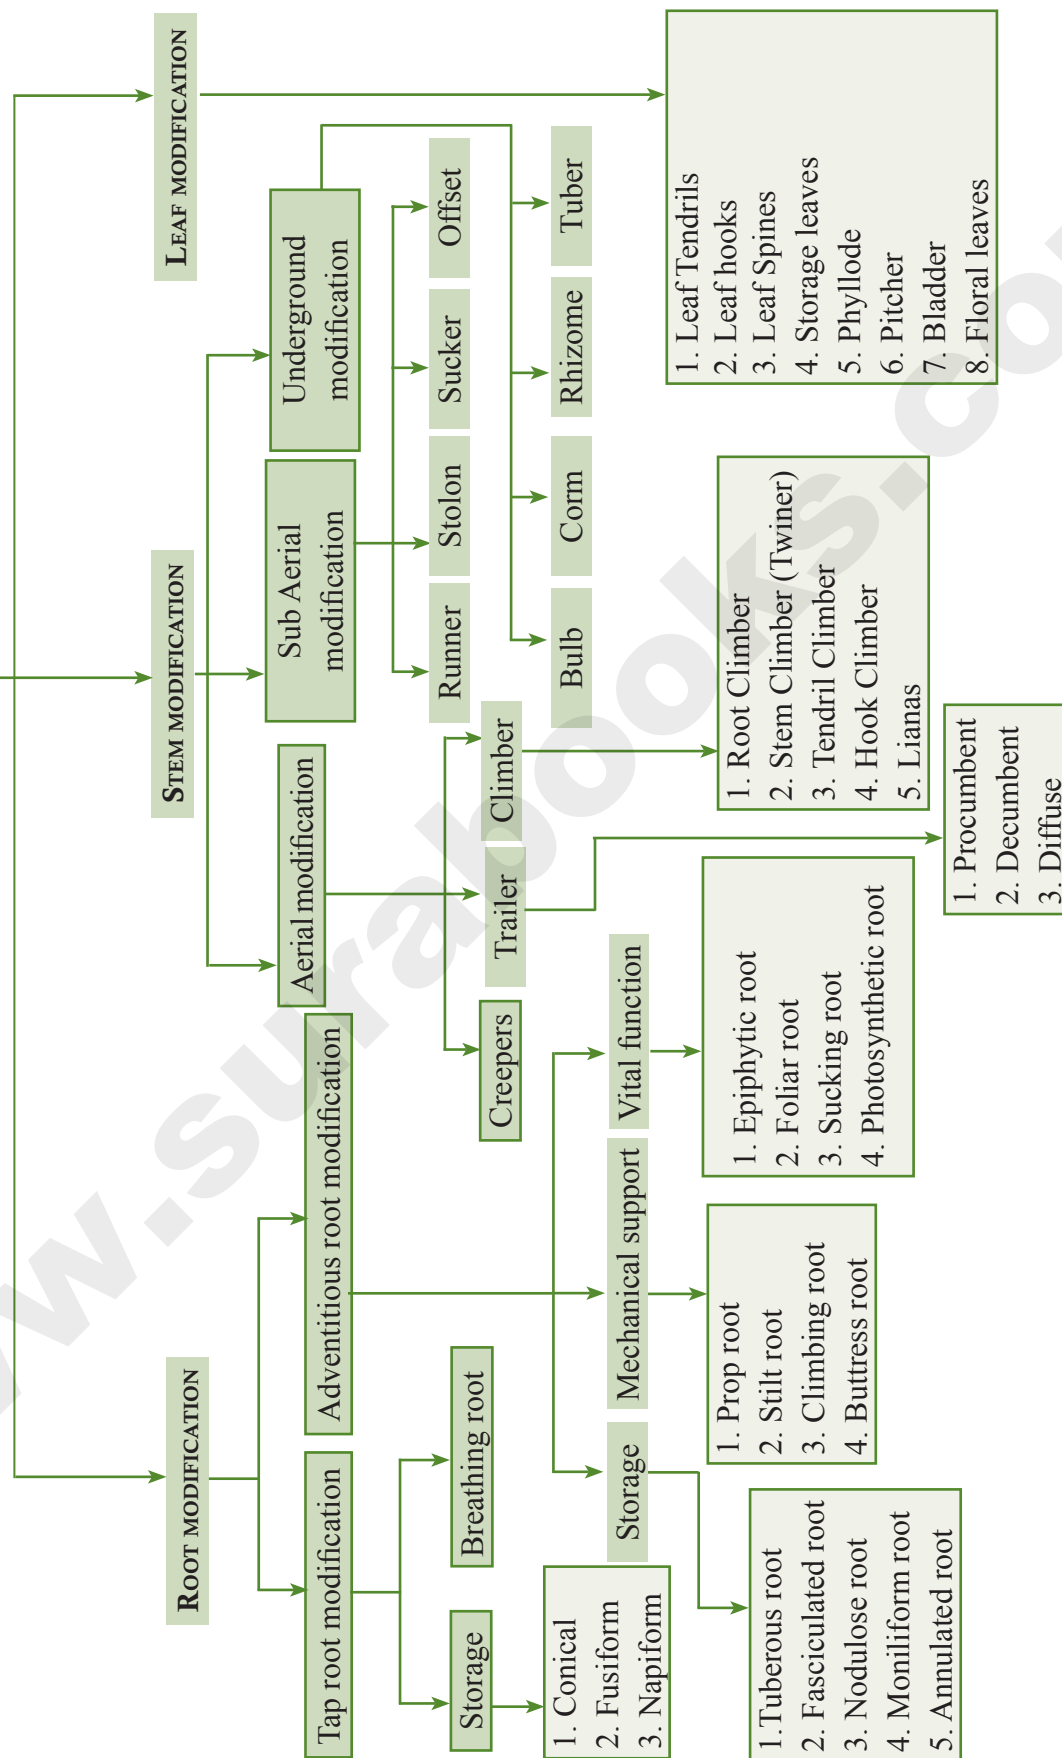 ROOT MODIFICATION
STEM MODIFICATION
LEAF MODIFICATION
Tap root modification
Adventitious root modification
Aerial modification
Sub Aerial
modification
Underground
modification
Storage
Breathing root
Creepers
Trailer
Climber
Runner
Stolon
Sucker
Offset
Bulb
Corm
Rhizome
Tuber
1. Conical
2. Fusiform
3. Napiform
Storage
Mechanical support
Vital function
1.Tuberous root
2. Fasciculated root
3. Nodulose root
4. Moniliform root
5. Annulated root
1. Prop root
2. Stilt root
3. Climbing root
4. Buttress root
1. Epiphytic root
2. Foliar root
3. Sucking root
4. Photosynthetic root
1. Root Climber
2. Stem Climber (Twiner)
3. Tendril Climber
4. Hook Climber
5. Lianas
1. Procumbent
2. Decumbent
3. Diffuse
1. Leaf Tendrils
2. Leaf hooks
3. Leaf Spines
4. Storage leaves
5. Phyllode
6. Pitcher
7. Bladder
8. Floral leaves
w.surabooks.co